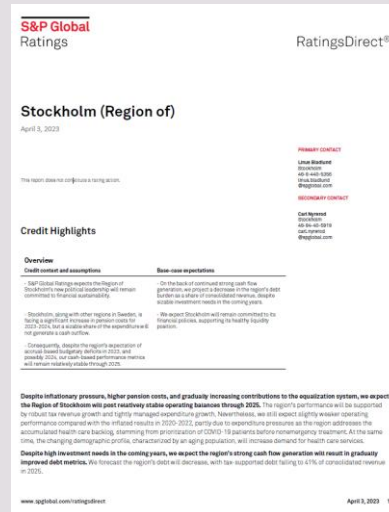 S&P Global
Ratings
RatingsDirect®
Stockholm (Region of)
April 3, 2023
This report does not constitute a rating action.
PRIMARY CONTACT
Linus Bladlund
Stockholm
@spglobal.com
SECONDARY CONTACT
Carl Nyrerod
Stockholm
carl.nyrerod
@spglobal.com
Credit Highlights
Overview
Credit context and assumptions
Base-case expectations
- S&P Global Ratings expects the Region of
Stockholm's new political leadership will remain
committed to financial sustainability.
- Stockholm, along with other regions in Sweden, is
facing a significant increase in pension costs for
2023-2024, but a sizable share of the expenditure will
not generate a cash outflow.
- Consequently, despite the region's expectation of
accrual-based budgetary deficits in 2023, and
possibly 2024, our cash-based performance metrics
will remain relatively stable through 2025.
- On the back of continued strong cash flow
generation, we project a decrease in the region's debt
burden as a share of consolidated revenue, despite
sizable investment needs in the coming years.
- We expect Stockholm will remain committed to its
financial policies, supporting its healthy liquidity
position.
Despite inflationary pressures, higher pension costs, and gradually increasing contributions to the equalization system, we expect
the Region of Stockholm will post relatively stable operating balances through 2025. The region's performance will be supported
by robust tax revenue growth and tightly managed expenditure growth. Nevertheless, we still expect slightly weaker operating
performance compared with the inflated results in 2020-2022, partly due to expenditure pressures as the region addresses the
accumulated health care backlog, stemming from prioritization of COVID-19 patients before nonemergency treatment. At the same
time, the changing demographic profile, characterized by an aging population, will increase demand for health care services.
Despite high investment needs in the coming years, we expect the region's strong cash flow generation will result in gradually
improved debt metrics. We forecast the region's debt will decrease, with tax-supported debt falling to 47% of consolidated revenue
in 2025.
www.spglobal.com/ratingsdirect
April 3, 2023 1